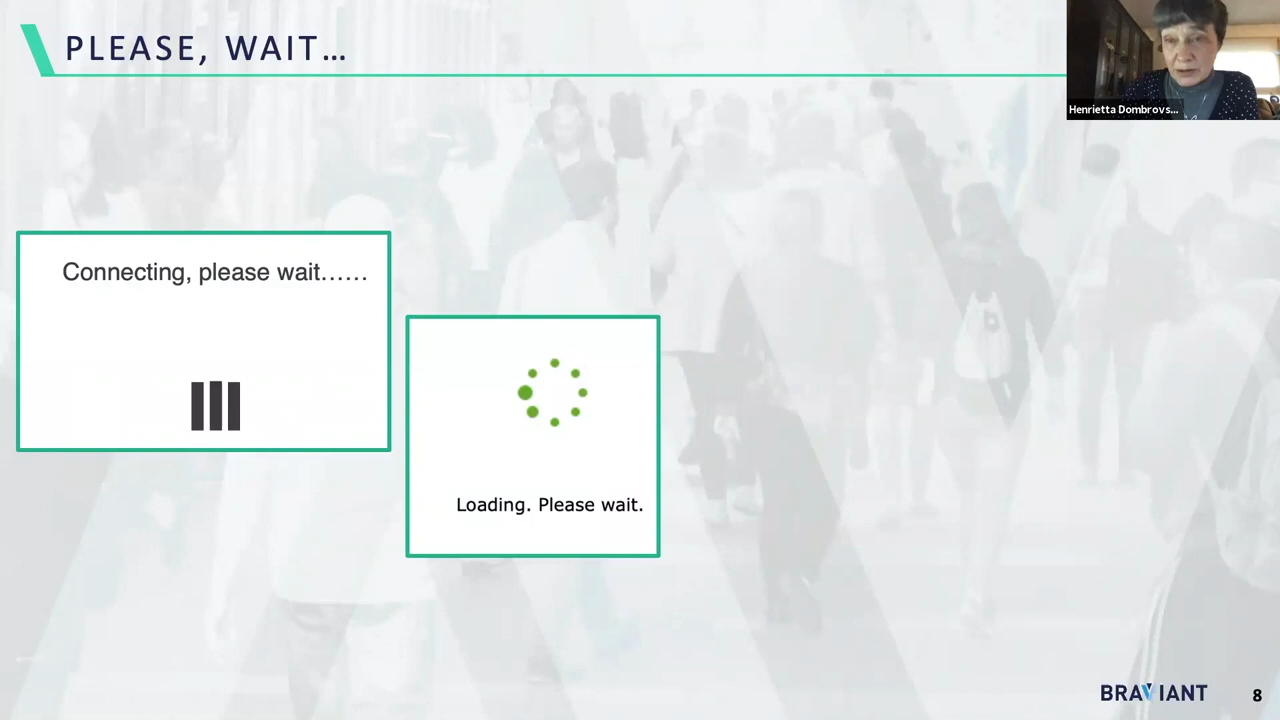 PLEASE, WAIT…
Henrietta Dombrovs...
Connecting, please wait……
Loading. Please wait.
BRAVIANT
8